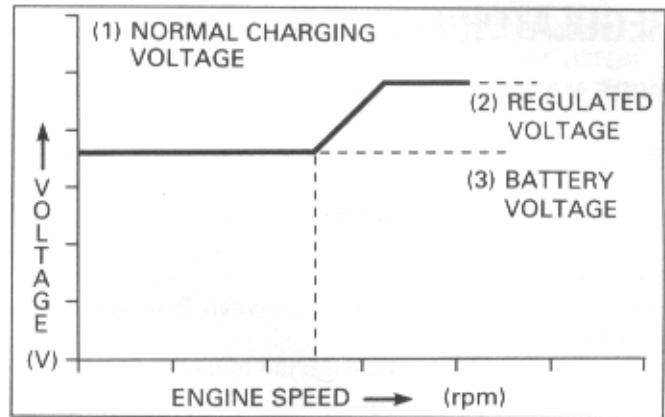 (1) NORMAL CHARGING
VOLTAGE
(2) REGULATED
VOLTAGE
(3) BATTERY
VOLTAGE
VOLTAGE
(V)
ENGINE SPEED → (rpm)